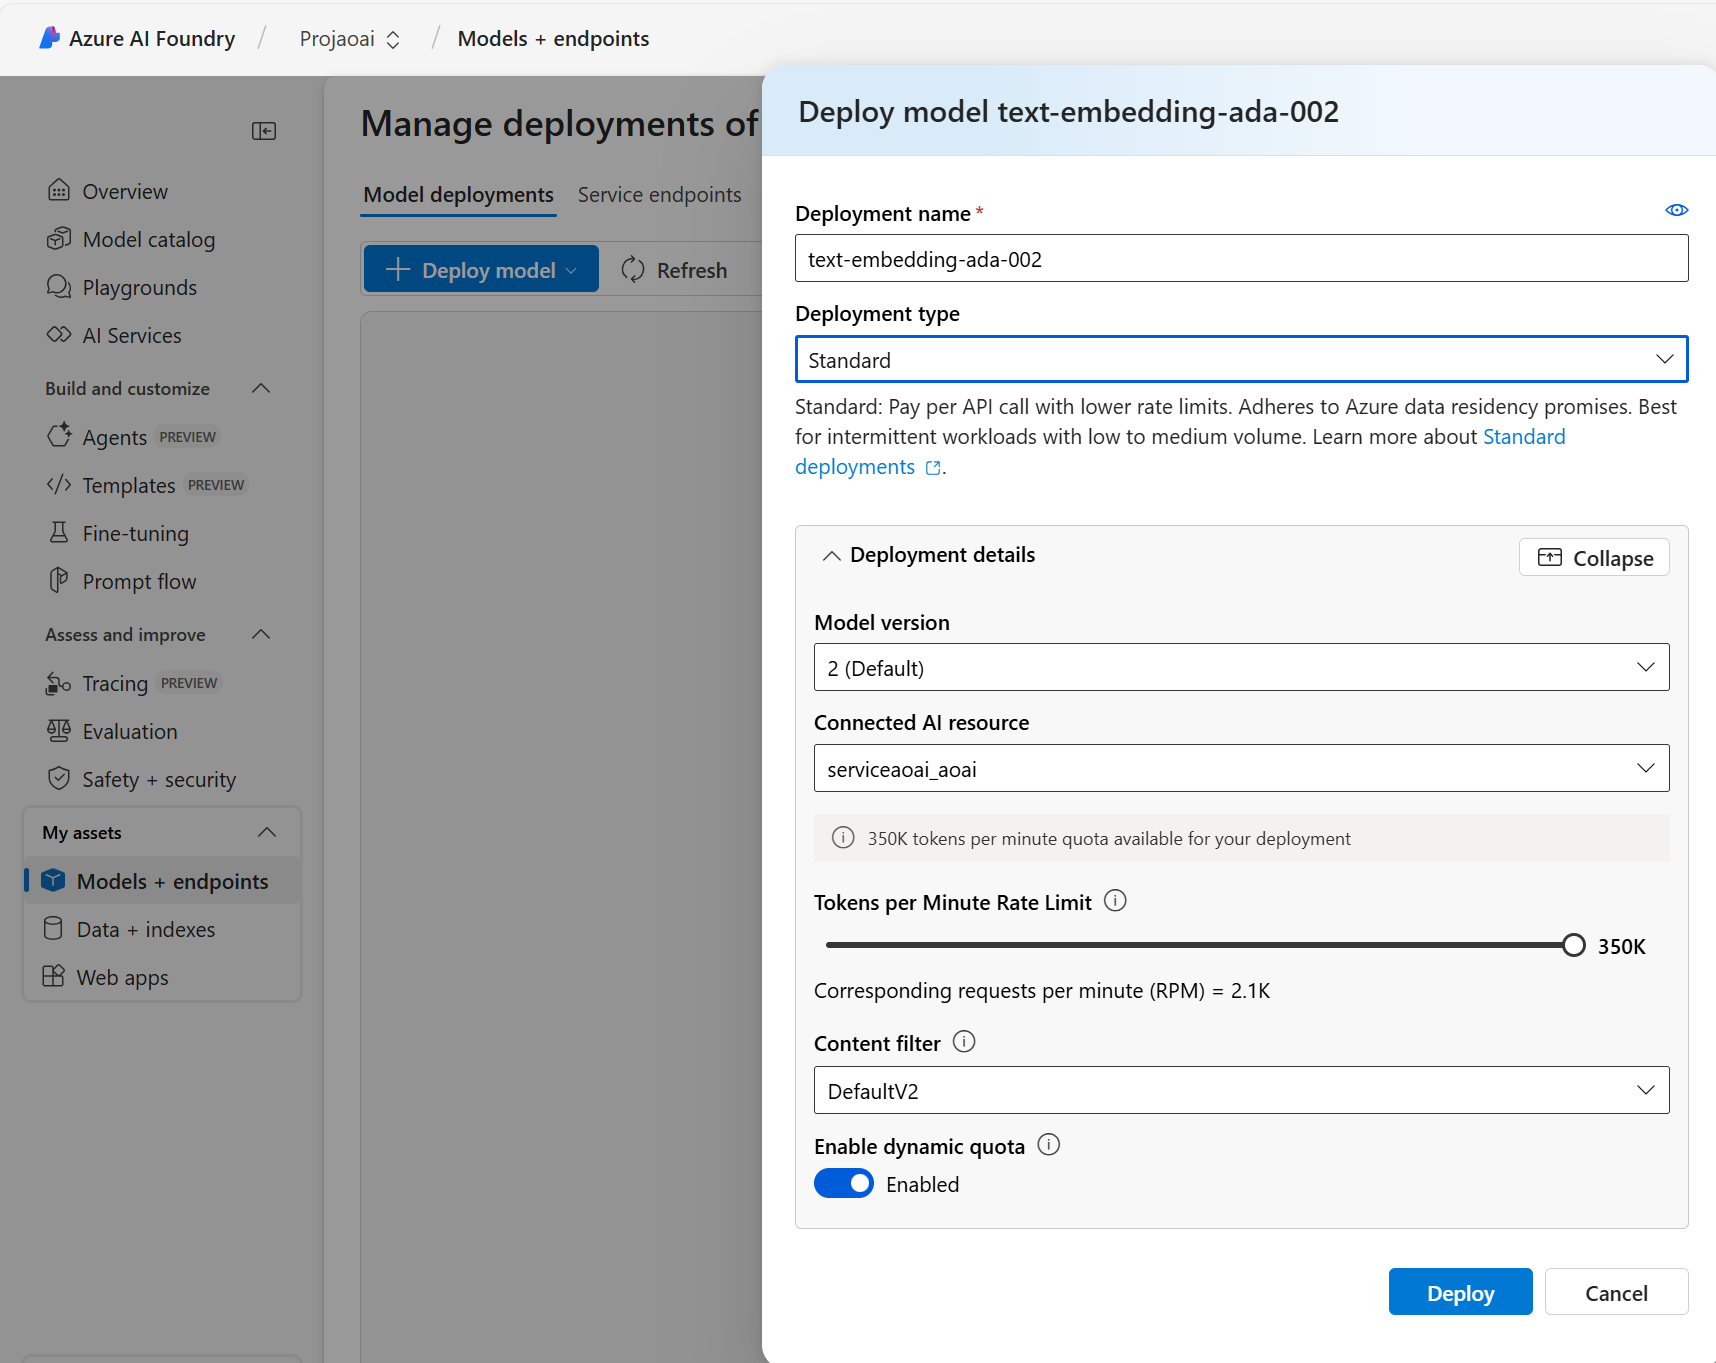 Azure AI Foundry / Projaoai / Models + endpoints
Overview
Model catalog
Playgrounds
AI Services
Build and customize
Agents PREVIEW
Templates PREVIEW
Fine-tuning
Prompt flow
Assess and improve
Tracing PREVIEW
Evaluation
Safety + security
My assets
Models + endpoints
Data + indexes
Web apps
Manage deployments of
Model deployments Service endpoints
Deploy model Refresh
Deploy model text-embedding-ada-002
Deployment name *
text-embedding-ada-002
Deployment type
Standard
Standard: Pay per API call with lower rate limits. Adheres to Azure data residency promises. Best
for intermittent workloads with low to medium volume. Learn more about Standard
deployments .
Deployment details Collapse
Model version
2 (Default)
Connected AI resource
serviceaoai_aoai
350K tokens per minute quota available for your deployment
Tokens per Minute Rate Limit
350K
Corresponding requests per minute (RPM) = 2.1K
Content filter
DefaultV2
Enable dynamic quota
Enabled
Deploy Cancel